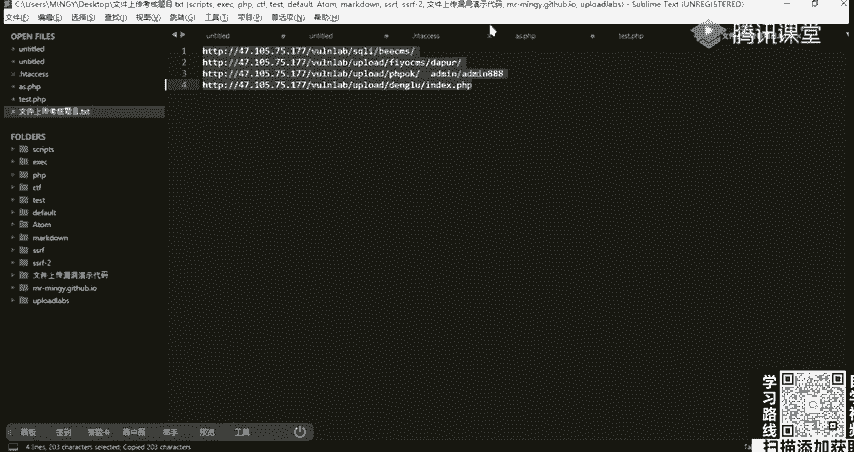 C:\Users\MINGY\Desktop\文件上传考核题目.txt (scripts, exec, php, ctf, test, default, Atom, markdown, ssrf, ssrf-2, 文件上传漏洞演示代码, mr-mingy.github.io, uploadlabs) - Sublime Text (UNREGISTERED)
文件(F) 编辑(E) 选择(S) 查找(I) 视图(V) 跳转(G) 工具(T) 项目(P) 首选项(N) 帮助(H)
OPEN FILES
untitled
untitled
.htaccess
as.php
test.php
文件上传考核题目.txt
FOLDERS
scripts
exec
php
ctf
test
default
Atom
markdown
ssrf
ssrf-2
文件上传漏洞演示代码
mr-mingy.github.io
uploadlabs
untitled untitled .htaccess as.php test.php
腾讯课堂
1 http://47.105.75.177/vulnlab/sqli/beecms/
2 http://47.105.75.177/vulnlab/upload/fiyocms/dapur/
3 http://47.105.75.177/vulnlab/upload/phpok/ admin/admin888
4 http://47.105.75.177/vulnlab/upload/denglu/index.php
签到 答题卡 举手 工具
4 lines, 203 characters selected; Copied 203 characters
学习路线
扫描添加获